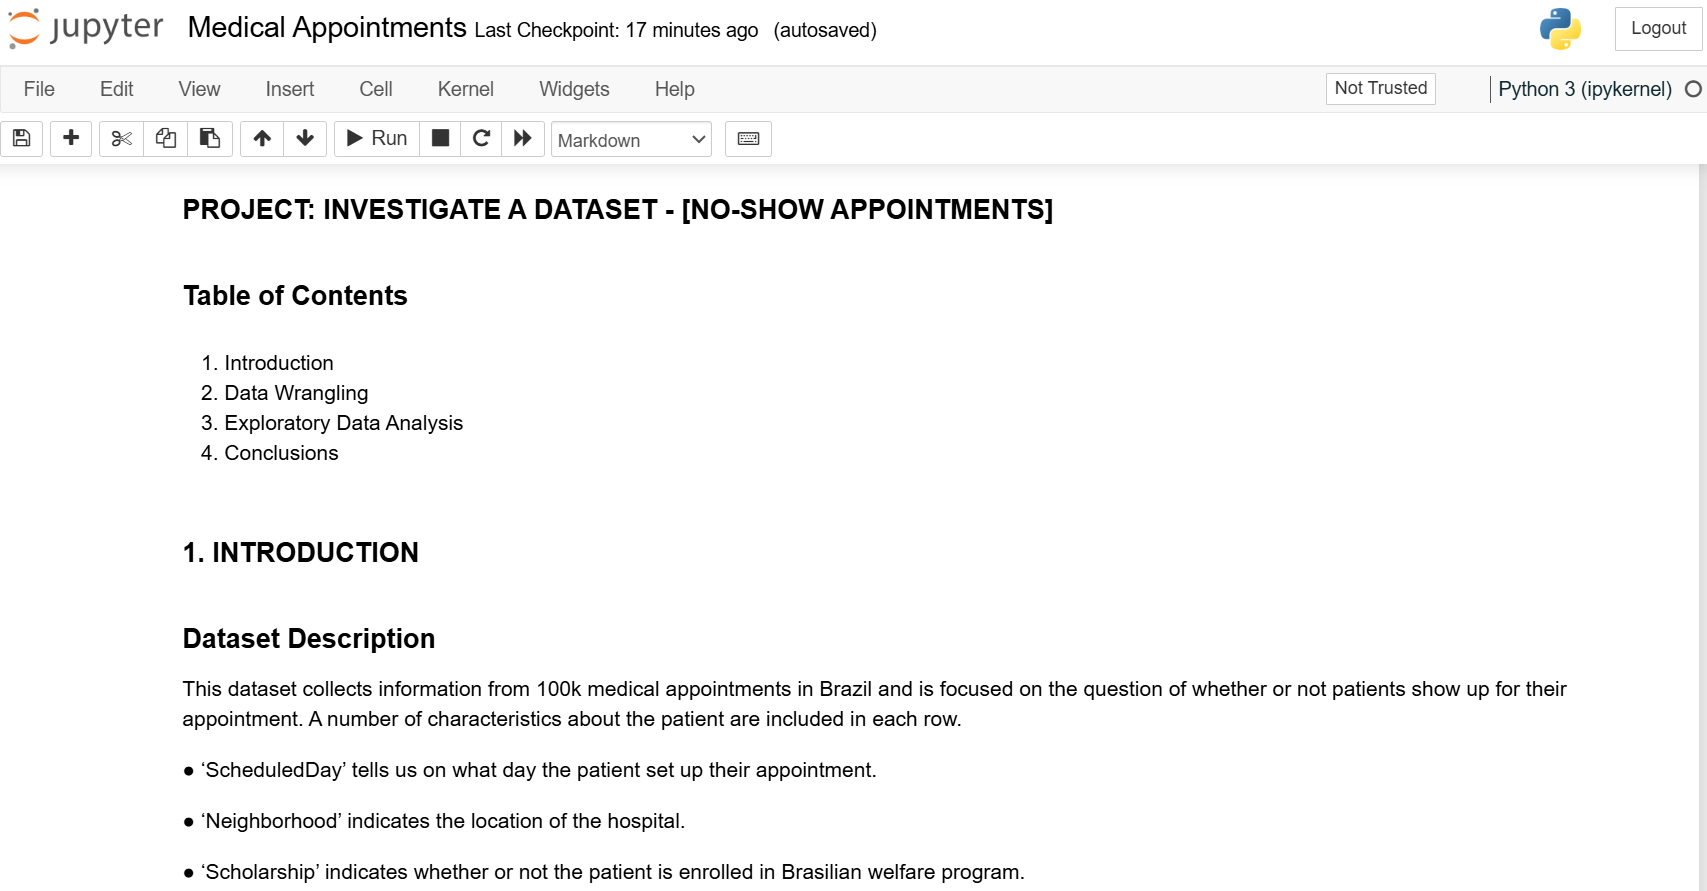 jupyter Medical Appointments Last Checkpoint: 17 minutes ago (autosaved) Logout
File Edit View Insert Cell Kernel Widgets Help Not Trusted Python 3 (ipykernel)
Run Markdown
PROJECT: INVESTIGATE A DATASET - [NO-SHOW APPOINTMENTS]
Table of Contents
1. Introduction
2. Data Wrangling
3. Exploratory Data Analysis
4. Conclusions
1. INTRODUCTION
Dataset Description
This dataset collects information from 100k medical appointments in Brazil and is focused on the question of whether or not patients show up for their
appointment. A number of characteristics about the patient are included in each row.
● ‘ScheduledDay’ tells us on what day the patient set up their appointment.
● ‘Neighborhood’ indicates the location of the hospital.
● ‘Scholarship’ indicates whether or not the patient is enrolled in Brasilian welfare program.